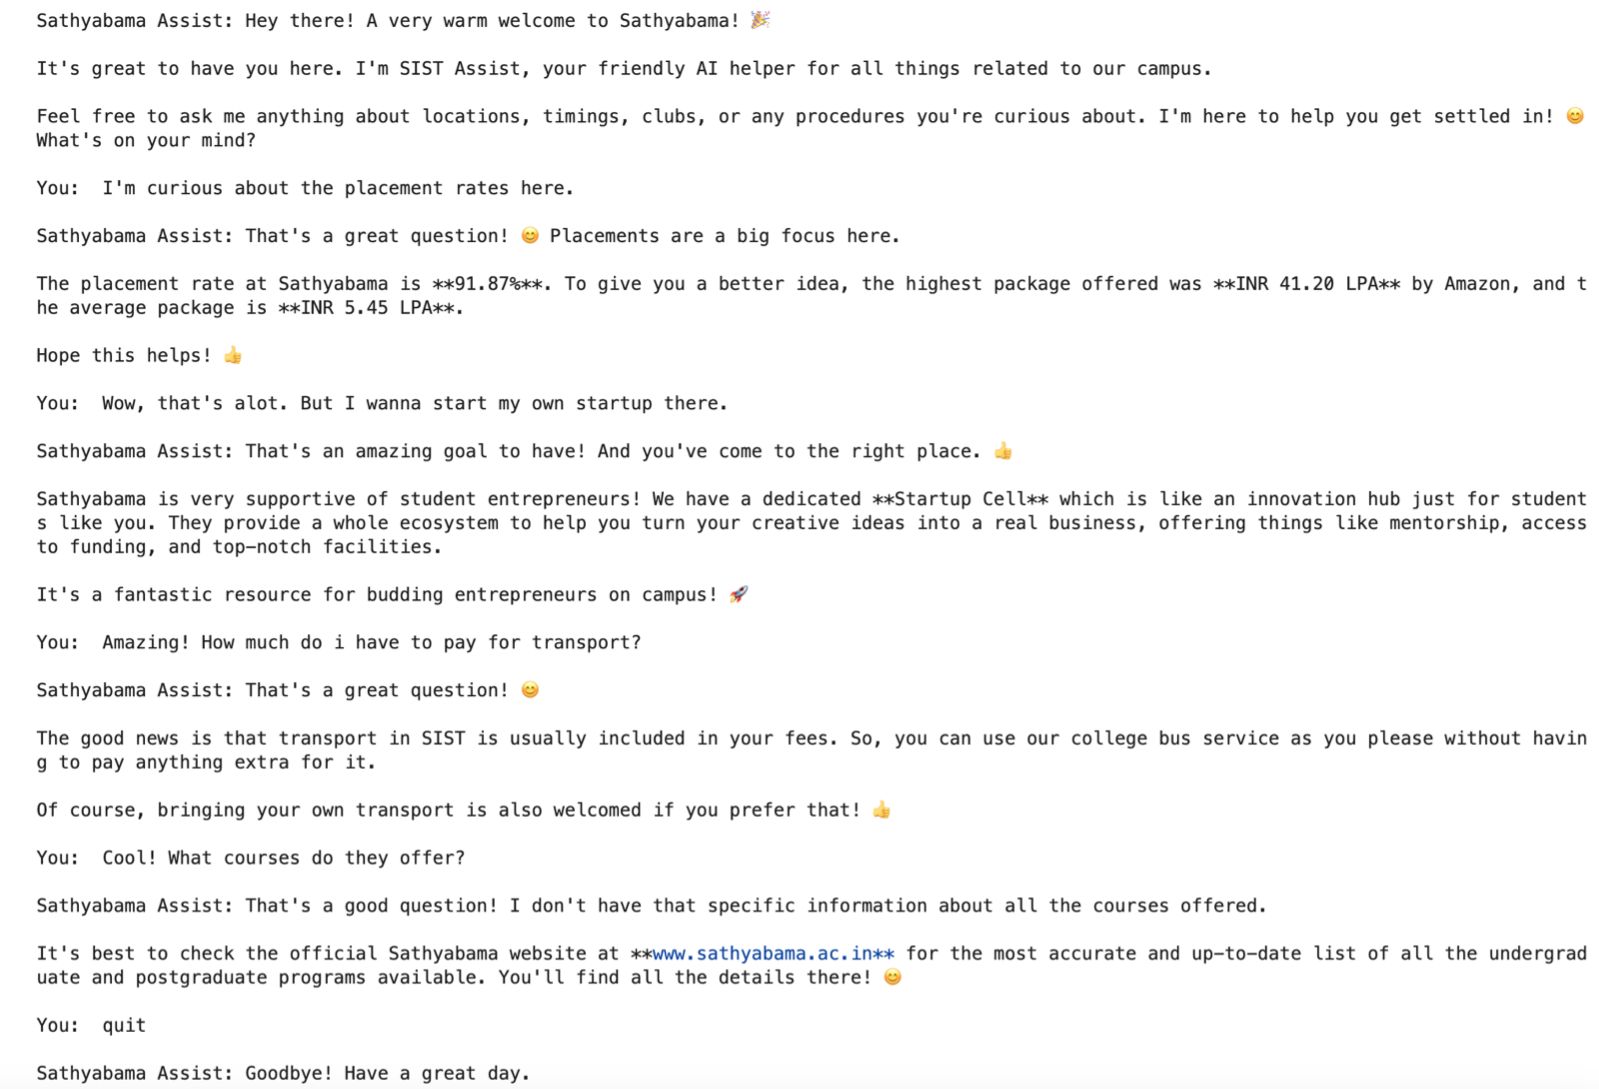 Sathyabama Assist: Hey there! A very warm welcome to Sathyabama! 🎉
It's great to have you here. I'm SIST Assist, your friendly AI helper for all things related to our campus.
Feel free to ask me anything about locations, timings, clubs, or any procedures you're curious about. I'm here to help you get settled in! 😊
What's on your mind?
You:  I'm curious about the placement rates here.
Sathyabama Assist: That's a great question! 😊 Placements are a big focus here.
The placement rate at Sathyabama is **91.87%**. To give you a better idea, the highest package offered was **INR 41.20 LPA** by Amazon, and t
he average package is **INR 5.45 LPA**.
Hope this helps! 👍
You:  Wow, that's alot. But I wanna start my own startup there.
Sathyabama Assist: That's an amazing goal to have! And you've come to the right place. 👍
Sathyabama is very supportive of student entrepreneurs! We have a dedicated **Startup Cell** which is like an innovation hub just for student
s like you. They provide a whole ecosystem to help you turn your creative ideas into a real business, offering things like mentorship, access
to funding, and top-notch facilities.
It's a fantastic resource for budding entrepreneurs on campus! 🚀
You:  Amazing! How much do i have to pay for transport?
Sathyabama Assist: That's a great question! 😊
The good news is that transport in SIST is usually included in your fees. So, you can use our college bus service as you please without havin
g to pay anything extra for it.
Of course, bringing your own transport is also welcomed if you prefer that! 👍
You:  Cool! What courses do they offer?
Sathyabama Assist: That's a good question! I don't have that specific information about all the courses offered.
It's best to check the official Sathyabama website at **www.sathyabama.ac.in** for the most accurate and up-to-date list of all the undergrad
uate and postgraduate programs available. You'll find all the details there! 😊
You:  quit
Sathyabama Assist: Goodbye! Have a great day.